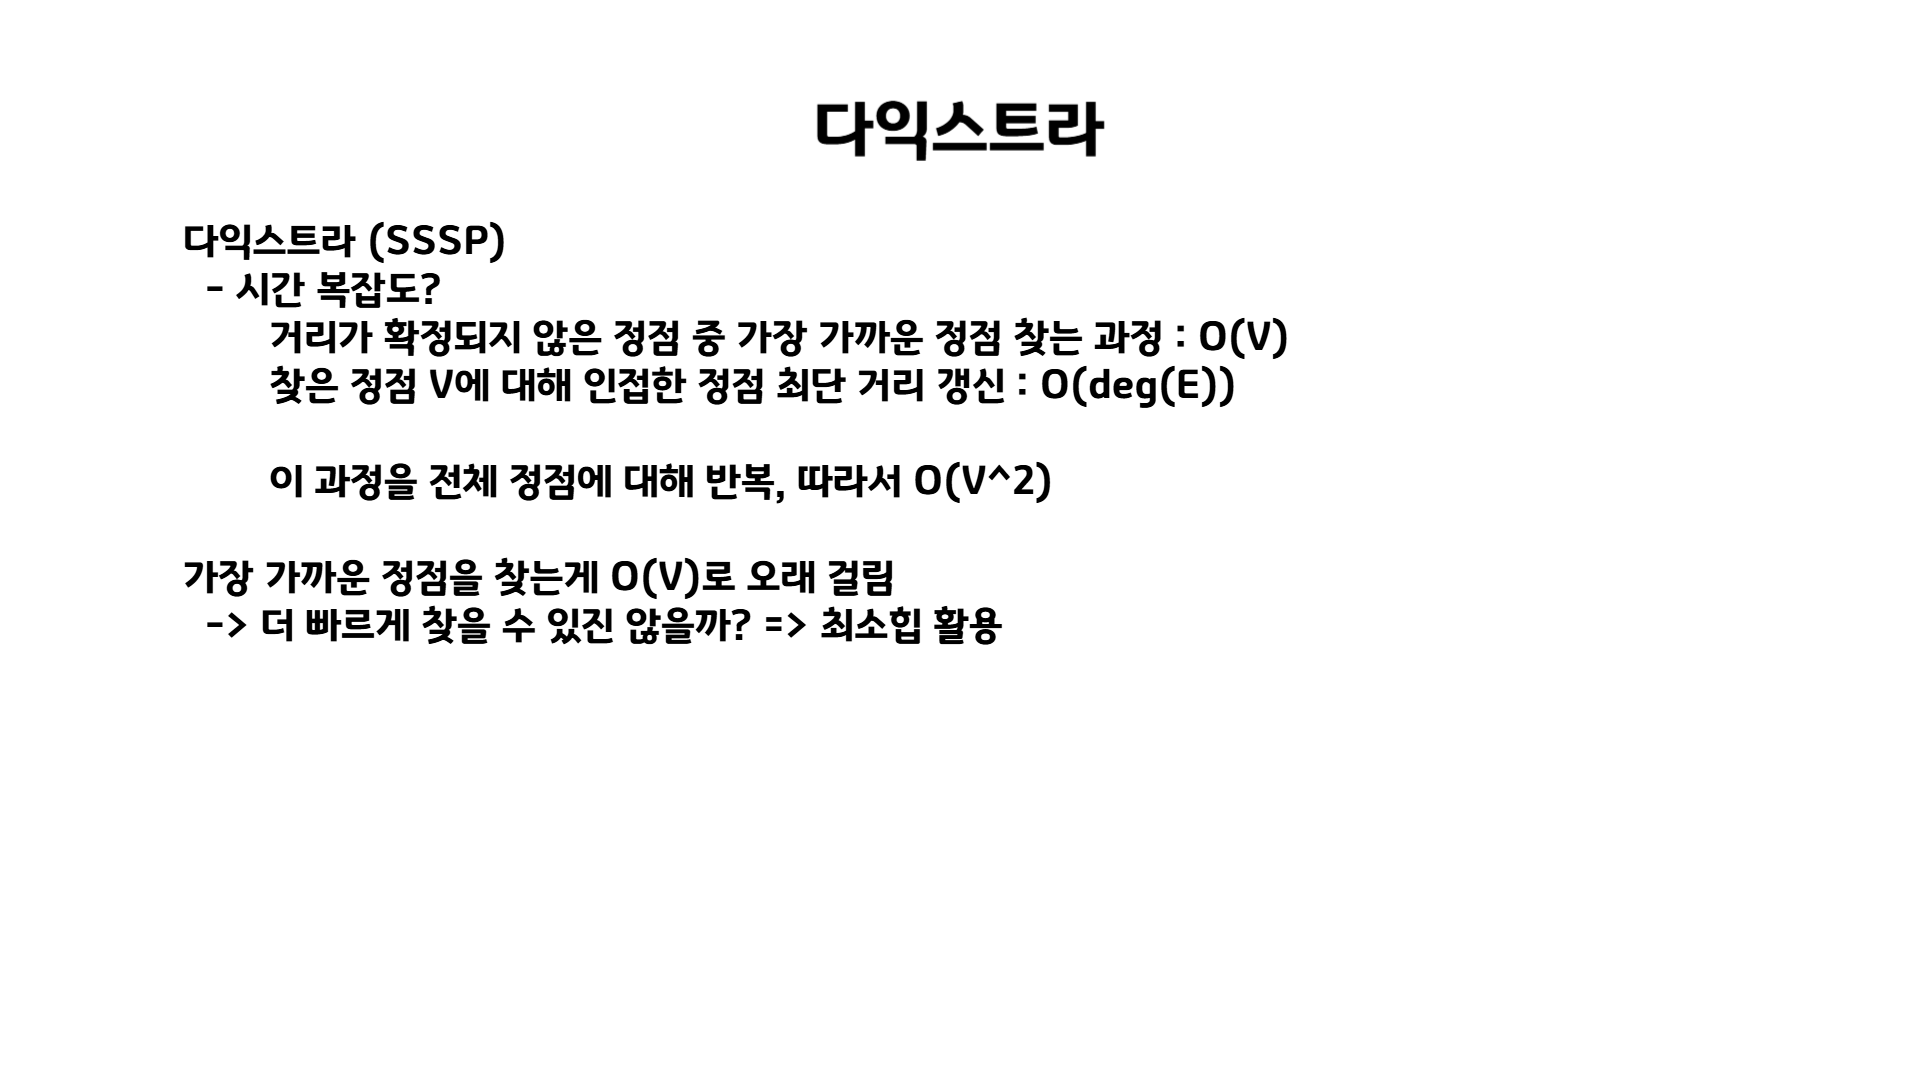 다익스트라
다익스트라 (SSSP)
- 시간 복잡도?
거리가 확정되지 않은 정점 중 가장 가까운 정점 찾는 과정 : O(V)
찾은 정점 V에 대해 인접한 정점 최단 거리 갱신 : O(deg(E))
이 과정을 전체 정점에 대해 반복, 따라서 O(V^2)
가장 가까운 정점을 찾는게 O(V)로 오래 걸림
-> 더 빠르게 찾을 수 있진 않을까? => 최소힙 활용